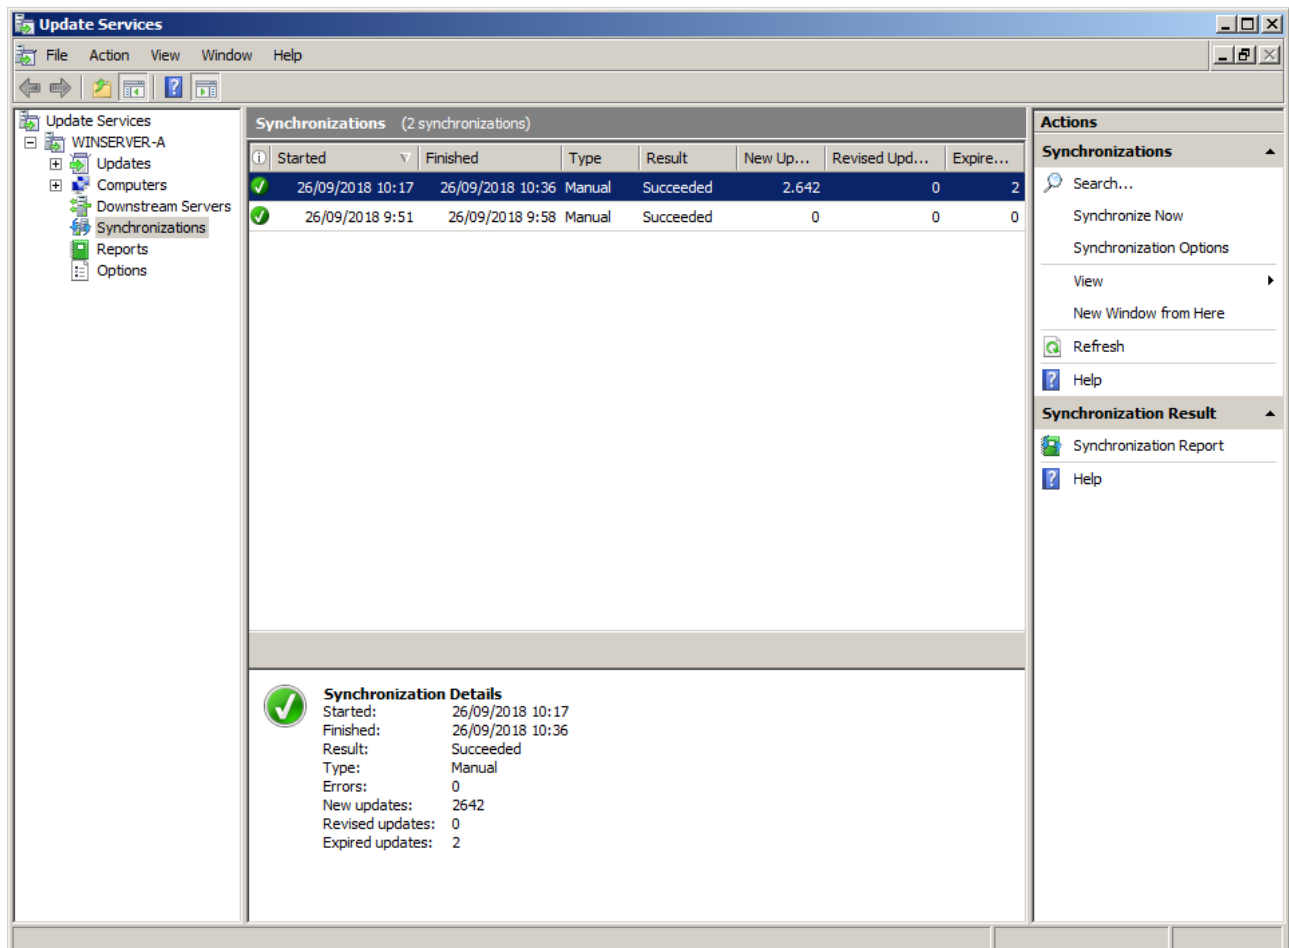 Update Services
File Action View Window Help
Update Services
WINSERVER-A
Updates
Computers
Downstream Servers
Synchronizations
Reports
Options
Synchronizations (2 synchronizations)
Started Finished Type Result New Up... Revised Upd... Expire...
26/09/2018 10:17 26/09/2018 10:36 Manual Succeeded 2.642 0 2
26/09/2018 9:51 26/09/2018 9:58 Manual Succeeded 0 0 0
Synchronization Details
Started: 26/09/2018 10:17
Finished: 26/09/2018 10:36
Result: Succeeded
Type: Manual
Errors: 0
New updates: 2642
Revised updates: 0
Expired updates: 2
Actions
Synchronizations
Search...
Synchronize Now
Synchronization Options
View
New Window from Here
Refresh
Help
Synchronization Result
Synchronization Report
Help